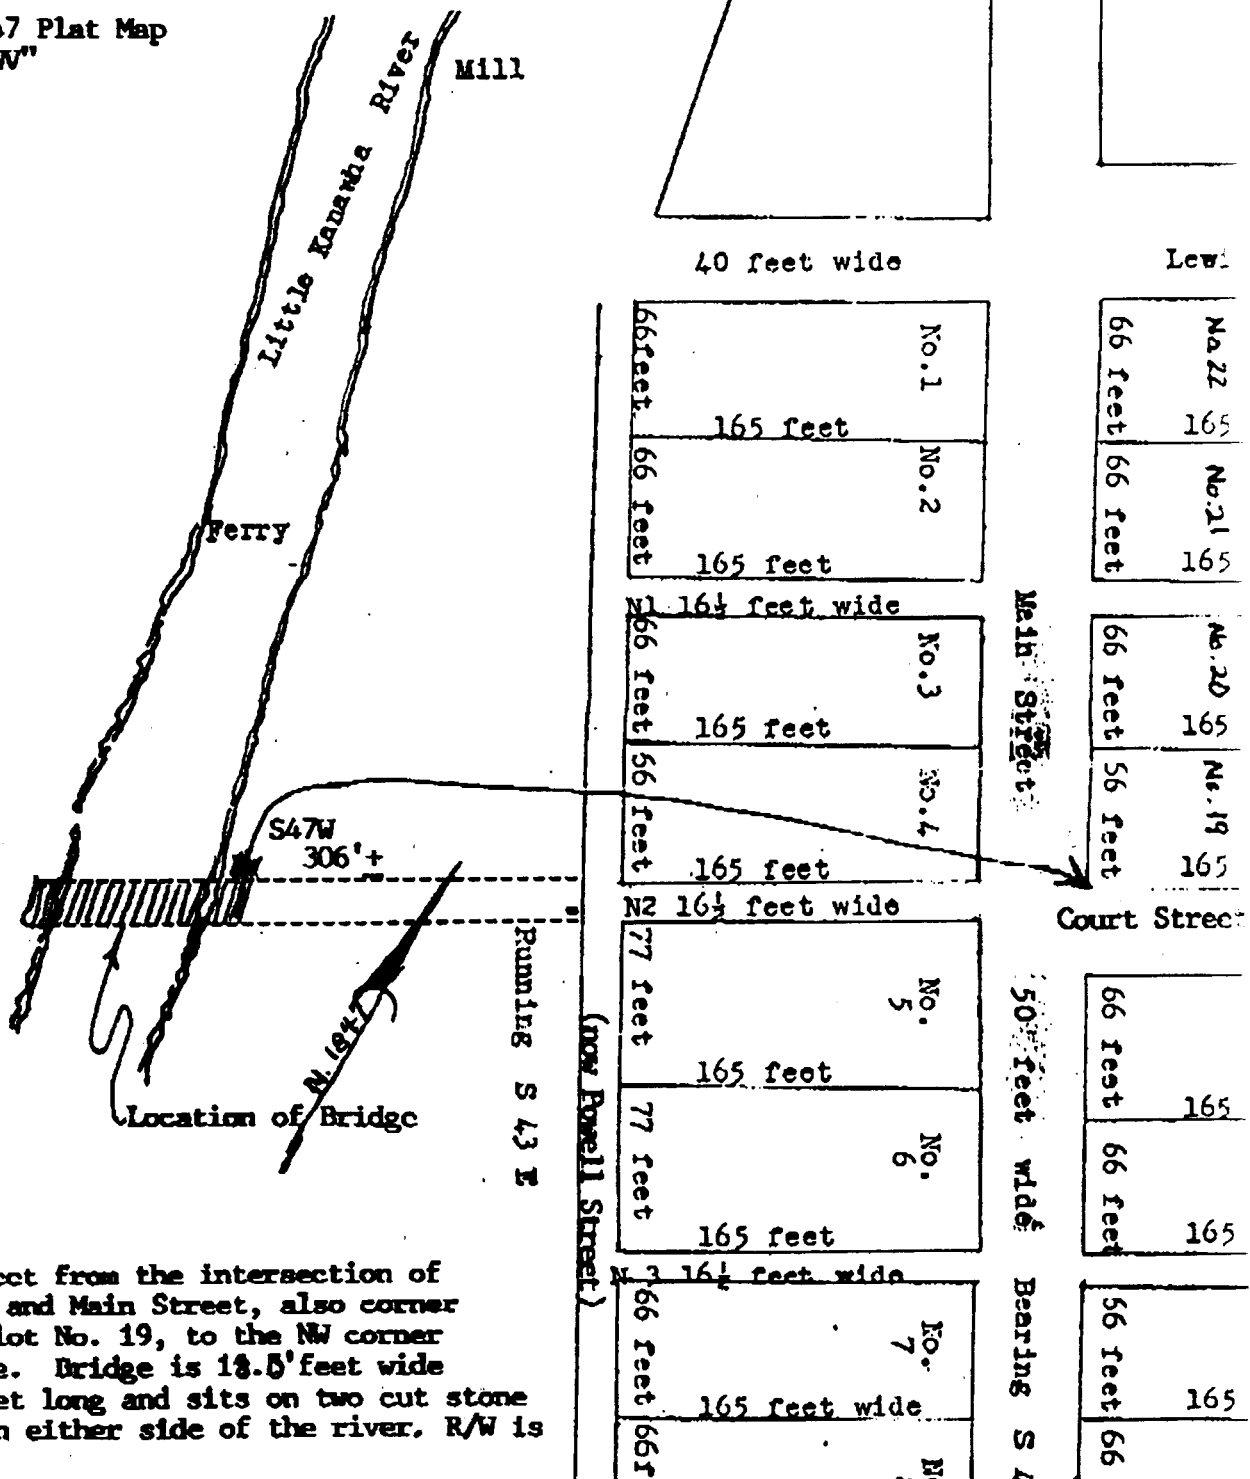 67 Plat Map
W"
Mill
Little Kanawha River
40 feet wide
66feet
No.1
165 feet
66 feet
No.22
165
66 feet
No.2
165 feet
66 feet
No.21
165
Ferry
N1 16½ feet wide
Main Street
66 feet
No.3
165 feet
66 feet
No.20
165
56 feet
No.4
165 feet
56 feet
No.19
165
S47W
306'±
N2 16½ feet wide
Court Street
77 feet
No. 5
165 feet
Running S 43 E
50 feet wide
66 feet
165
N. 1847
(now Powell Street)
Location of Bridge
77 feet
No. 6
165 feet
66 feet
165
N 3 16½ feet wide
66 feet
No. 7
165 feet wide
Bearing S
56 feet
165
66
from the intersection of
and Main Street, also corner
lot No. 19, to the NW corner
Bridge is feet wide
long and sits on two cut stone
either side of the river. R/W is